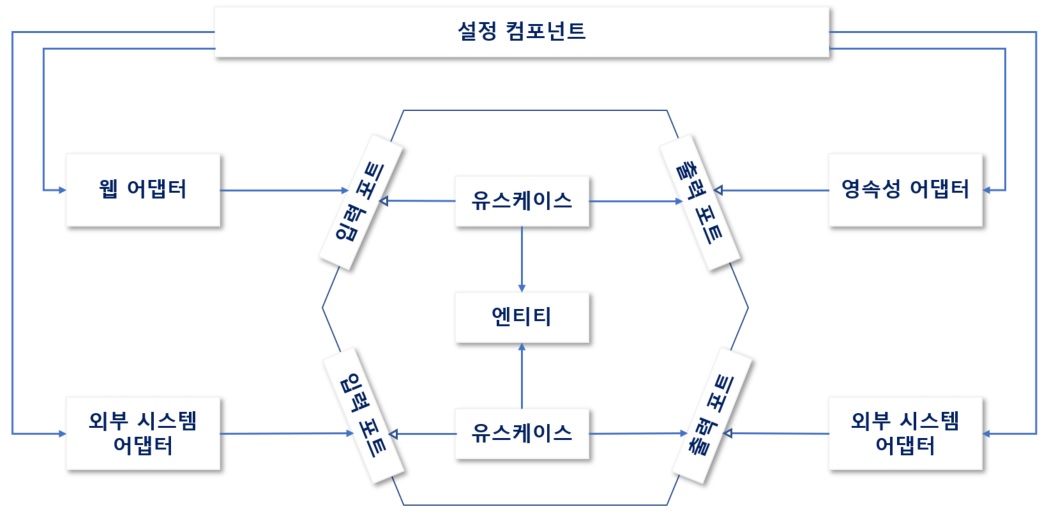 설정 컴포넌트
웹 어댑터
입력 포트
유스케이스
출력 포트
영속성 어댑터
엔티티
외부 시스템
어댑터
입력 포트
유스케이스
출력 포트
외부 시스템
어댑터